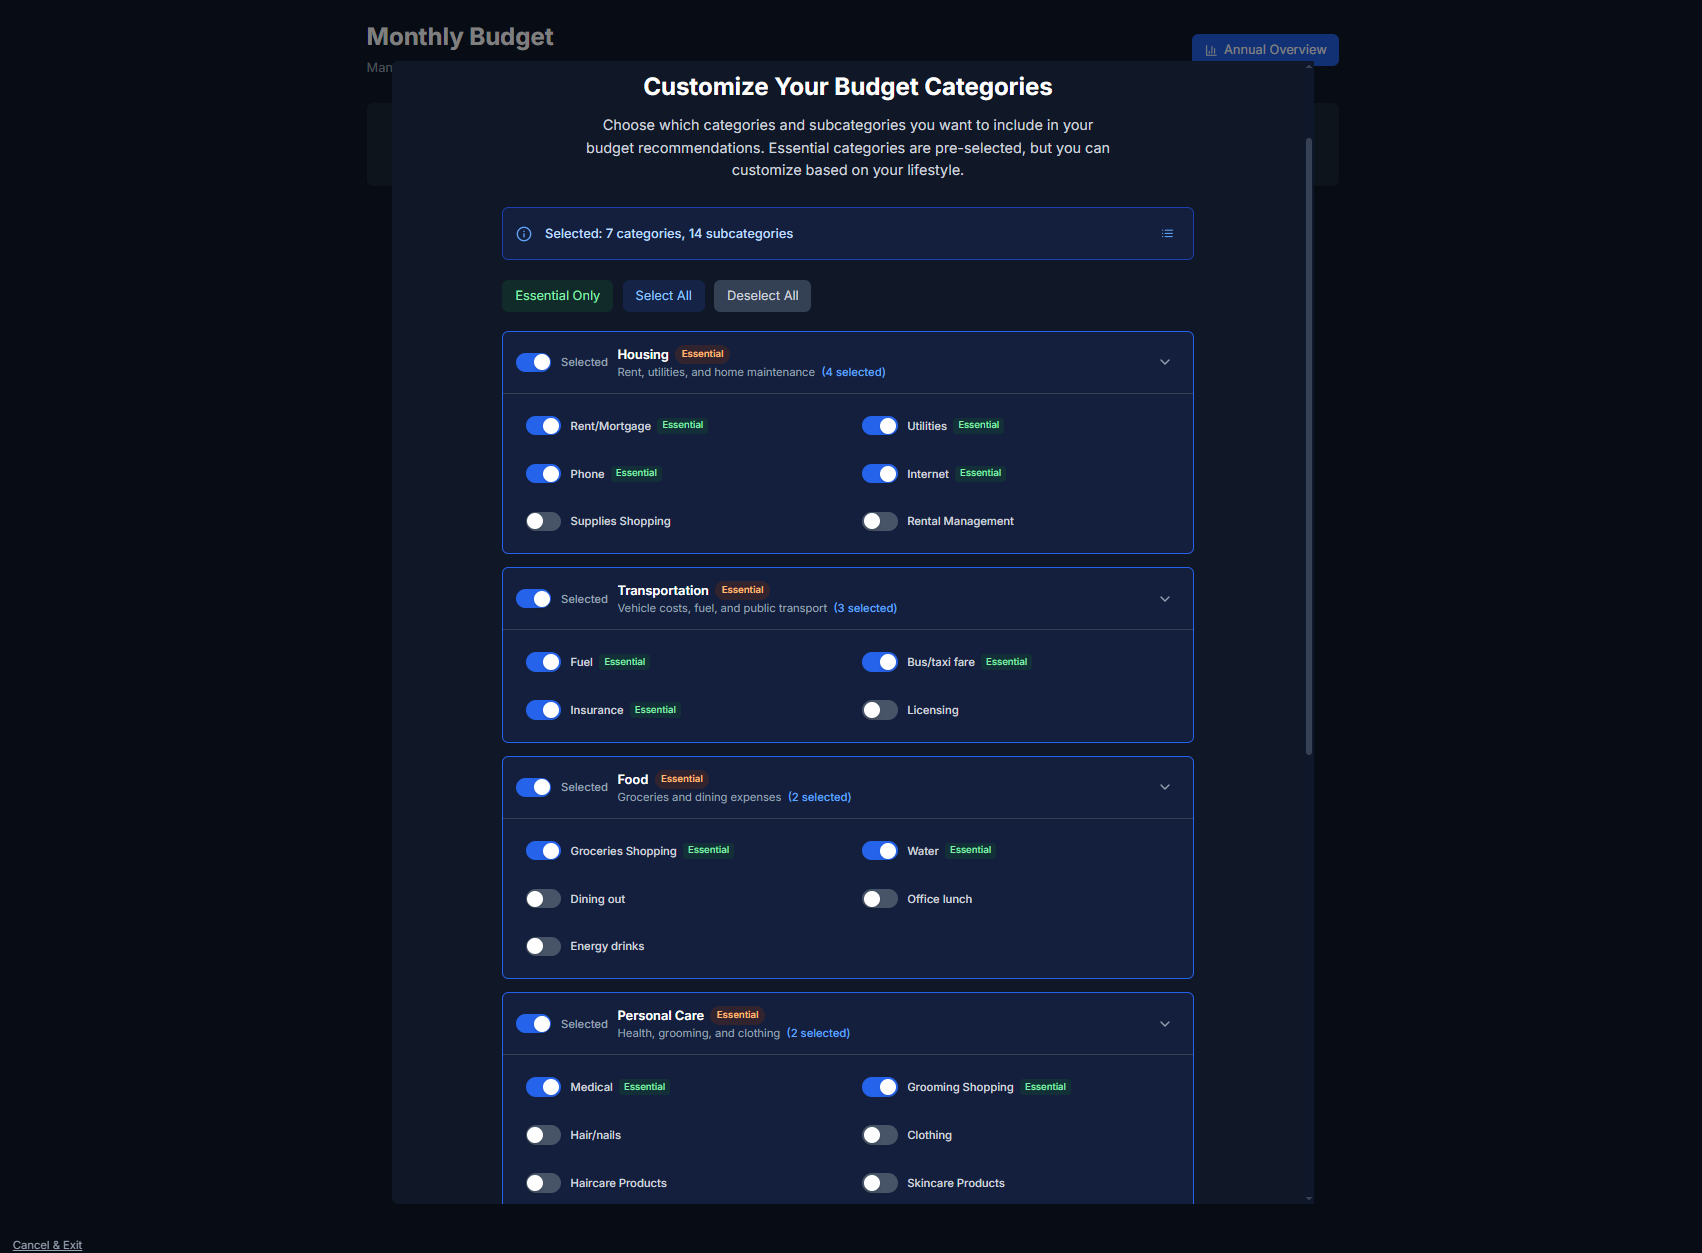 Monthly Budget
Annual Overview
Man
Customize Your Budget Categories
Choose which categories and subcategories you want to include in your
budget recommendations. Essential categories are pre-selected, but you can
customize based on your lifestyle.
Selected: 7 categories, 14 subcategories
Essential Only Select All Deselect All
Selected Housing Essential
Rent, utilities, and home maintenance (4 selected)
Rent/Mortgage Essential Utilities Essential
Phone Essential Internet Essential
Supplies Shopping Rental Management
Selected Transportation Essential
Vehicle costs, fuel, and public transport (3 selected)
Fuel Essential Bus/taxi fare Essential
Insurance Essential Licensing
Selected Food Essential
Groceries and dining expenses (2 selected)
Groceries Shopping Essential Water Essential
Dining out Office lunch
Energy drinks
Selected Personal Care Essential
Health, grooming, and clothing (2 selected)
Medical Essential Grooming Shopping Essential
Hair/nails Clothing
Haircare Products Skincare Products
Cancel & Exit